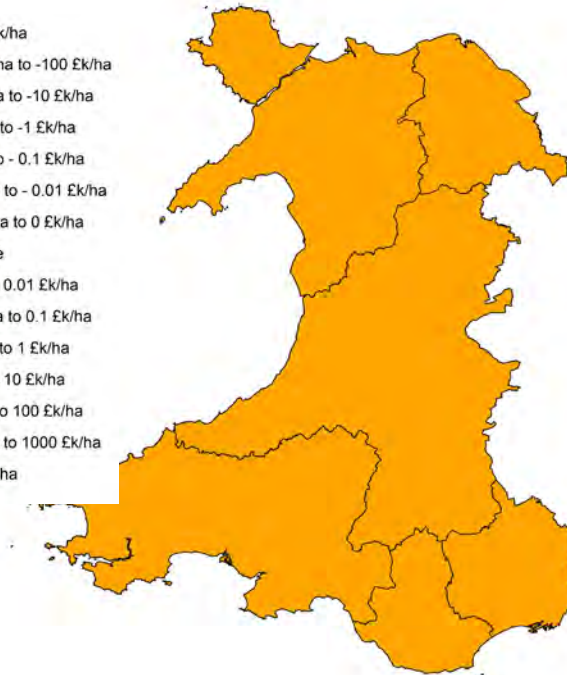 k/ha
na to -100 £k/ha
a to -10 £k/ha
to -1 £k/ha
o - 0.1 £k/ha
to - 0.01 £k/ha
a to 0 £k/ha
e
0.01 £k/ha
a to 0.1 £k/ha
to 1 £k/ha
10 £k/ha
to 100 £k/ha
to 1000 £k/ha
ha